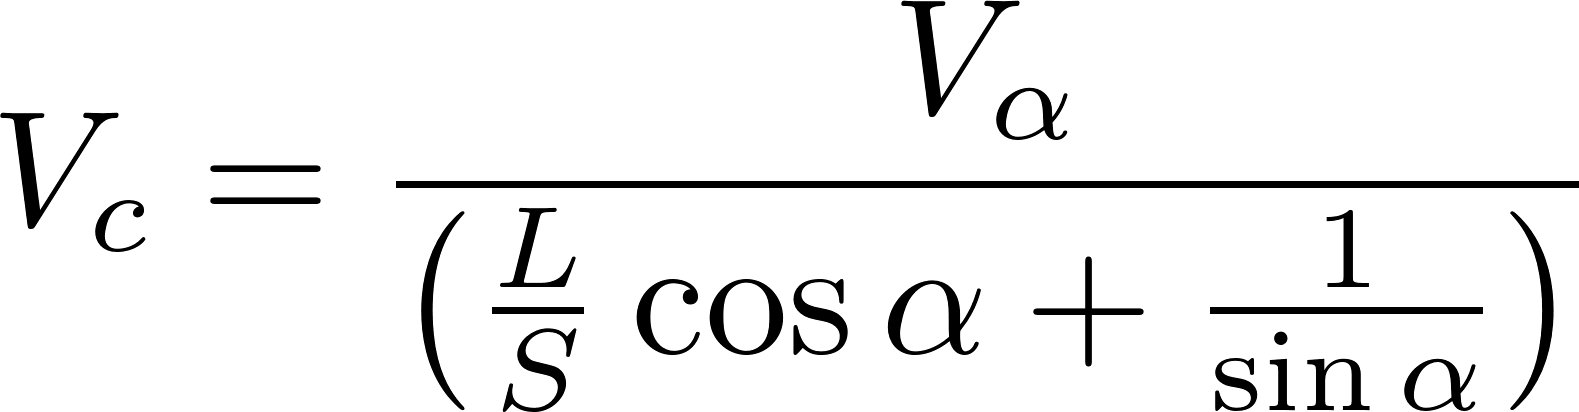 V_c = \frac{V_\alpha}{\left(\frac{L}{S} \cos \alpha + \frac{1}{\sin \alpha}\right)}